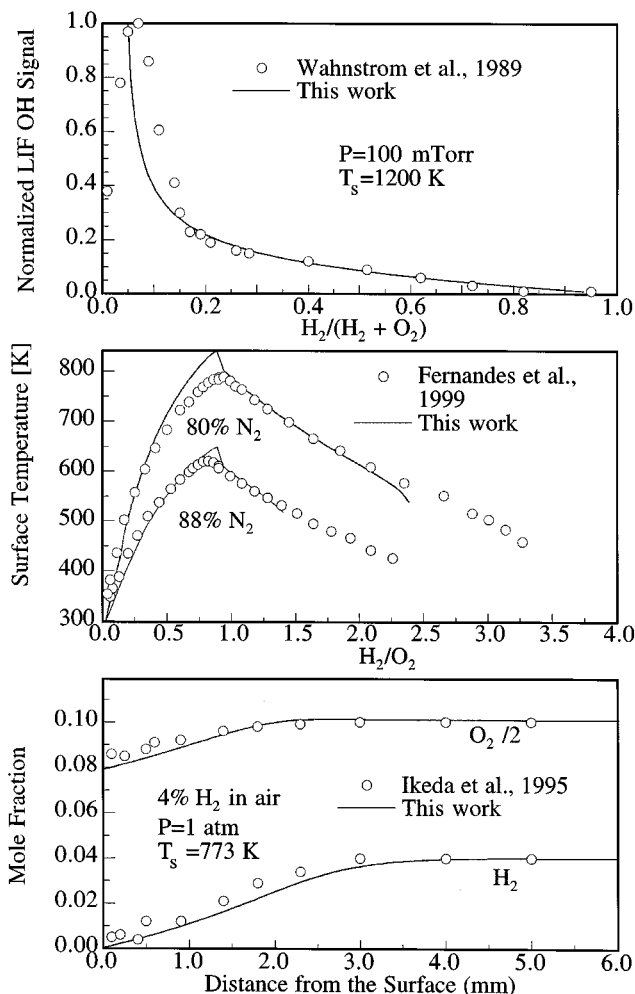 Normalized LIF OH Signal
1.0
0.8
0.6
0.4
0.2
0.0
Wahnstrom et al., 1989
This work
P=100 mTorr
Tₛ=1200 K
0.0 0.2 0.4 0.6 0.8 1.0
H₂/(H₂ + O₂)
Surface Temperature [K]
800
700
600
500
400
300
Fernandes et al.,
1999
This work
80% N₂
88% N₂
0.0 0.5 1.0 1.5 2.0 2.5 3.0 3.5 4.0
H₂/O₂
Mole Fraction
0.10
0.08
0.06
0.04
0.02
0.00
O₂ /2
4% H₂ in air
P=1 atm
Tₛ =773 K
Ikeda et al., 1995
This work
H₂
0.0 1.0 2.0 3.0 4.0 5.0 6.0
Distance from the Surface (mm)